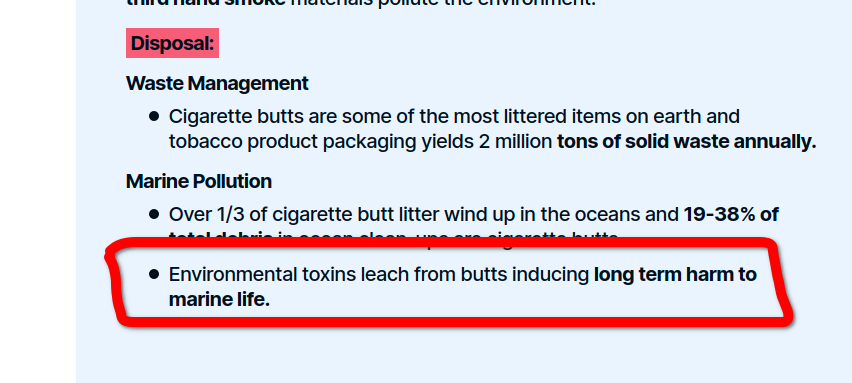 third hand smoke materials pollute the environment.
Disposal:
Waste Management
● Cigarette butts are some of the most littered items on earth and
tobacco product packaging yields 2 million tons of solid waste annually.
Marine Pollution
● Over 1/3 of cigarette butt litter wind up in the oceans and 19-38% of
total debris in ocean clean-ups are cigarette butts.
● Environmental toxins leach from butts inducing long term harm to
marine life.